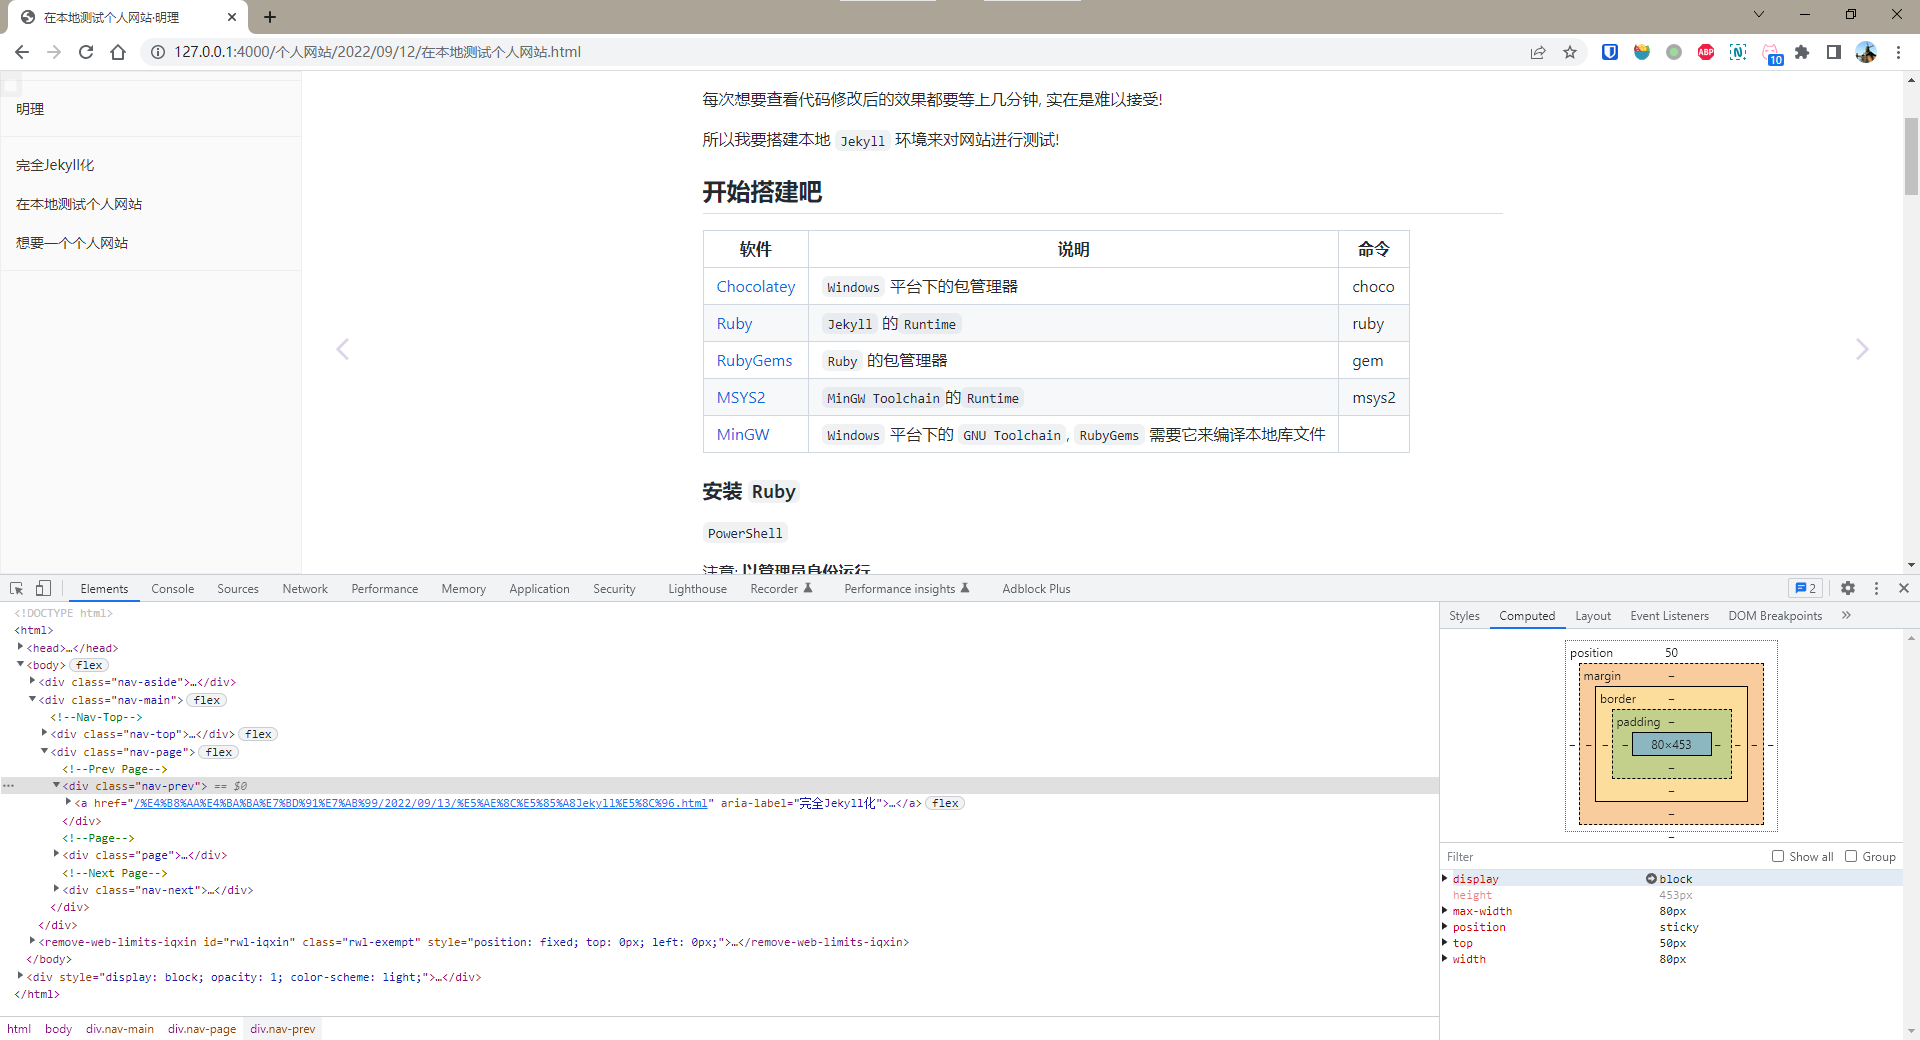 在本地测试个人网站·明理
127.0.0.1:4000/个人网站/2022/09/12/在本地测试个人网站.html
ABP
N
10
明理
完全Jekyll化
在本地测试个人网站
想要一个个人网站
每次想要查看代码修改后的效果都要等上几分钟, 实在是难以接受!
所以我要搭建本地 Jekyll 环境来对网站进行测试!
开始搭建吧
软件 说明 命令
Chocolatey Windows 平台下的包管理器 choco
Ruby Jekyll 的 Runtime ruby
RubyGems Ruby 的包管理器 gem
MSYS2 MinGW Toolchain 的 Runtime msys2
MinGW Windows 平台下的 GNU Toolchain, RubyGems 需要它来编译本地库文件
安装 Ruby
PowerShell
注意: 以管理员身份运行
Elements Console Sources Network Performance Memory Application Security Lighthouse Recorder Performance insights Adblock Plus 2
<!DOCTYPE html>
<html>
<head>…</head>
<body> flex
<div class="nav-aside">…</div>
<div class="nav-main"> flex
<!--Nav-Top-->
<div class="nav-top">…</div> flex
<div class="nav-page"> flex
<!--Prev Page-->
<div class="nav-prev"> == $0
<a href="/%E4%B8%AA%E4%BA%BA%E7%BD%91%E7%AB%99/2022/09/13/%E5%AE%8C%E5%85%A8Jekyll%E5%8C%96.html" aria-label="完全Jekyll化">…</a> flex
</div>
<!--Page-->
<div class="page">…</div>
<!--Next Page-->
<div class="nav-next">…</div>
</div>
</div>
<remove-web-limits-iqxin id="rwl-iqxin" class="rwl-exempt" style="position: fixed; top: 0px; left: 0px;">…</remove-web-limits-iqxin>
</body>
<div style="display: block; opacity: 1; color-scheme: light;">…</div>
</html>
html body div.nav-main div.nav-page div.nav-prev
Styles Computed Layout Event Listeners DOM Breakpoints »
position 50
margin –
border –
padding –
– – – – 80×453 – – – –
–
–
–
–
Filter Show all Group
display block
height 453px
max-width 80px
position sticky
top 50px
width 80px